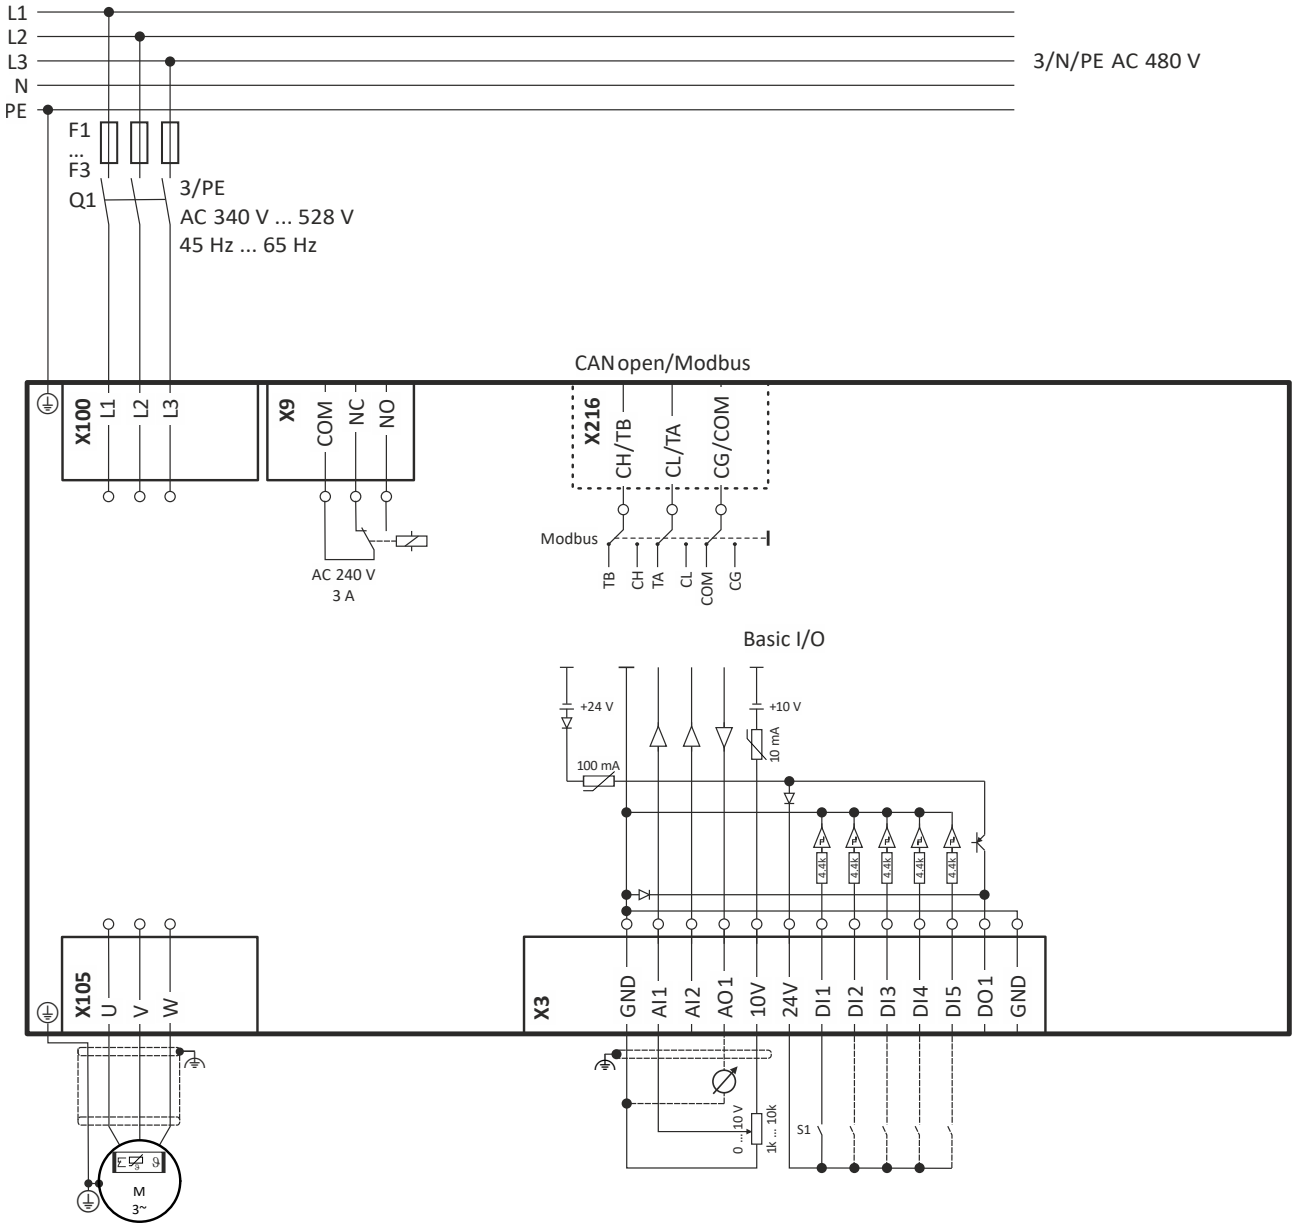 L1
L2
L3
N
PE
3/N/PE AC 480 V
F1
...
F3
Q1
3/PE
AC 340 V ... 528 V
45 Hz ... 65 Hz
CANopen/Modbus
X100
L1
L2
L3
X9
COM
NC
NO
X216
CH/TB
CL/TA
CG/COM
Modbus
TB
CH
TA
CL
COM
CG
AC 240 V
3 A
Basic I/O
+24 V
+10 V
10 mA
100 mA
4.4k
4.4k
4.4k
4.4k
4.4k
X105
U
V
W
X3
GND
AI1
AI2
AO1
10V
24V
DI1
DI2
DI3
DI4
DI5
DO1
GND
0 ... 10 V
1k ... 10k
S1
ϑ
M
3~